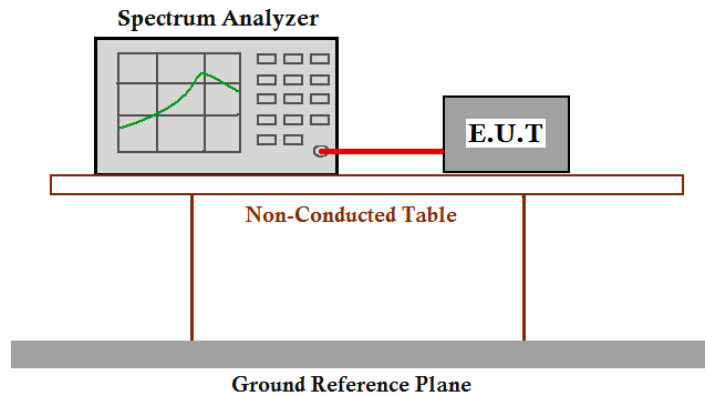 Spectrum Analyzer
E.U.T
Non-Conducted Table
Ground Reference Plane